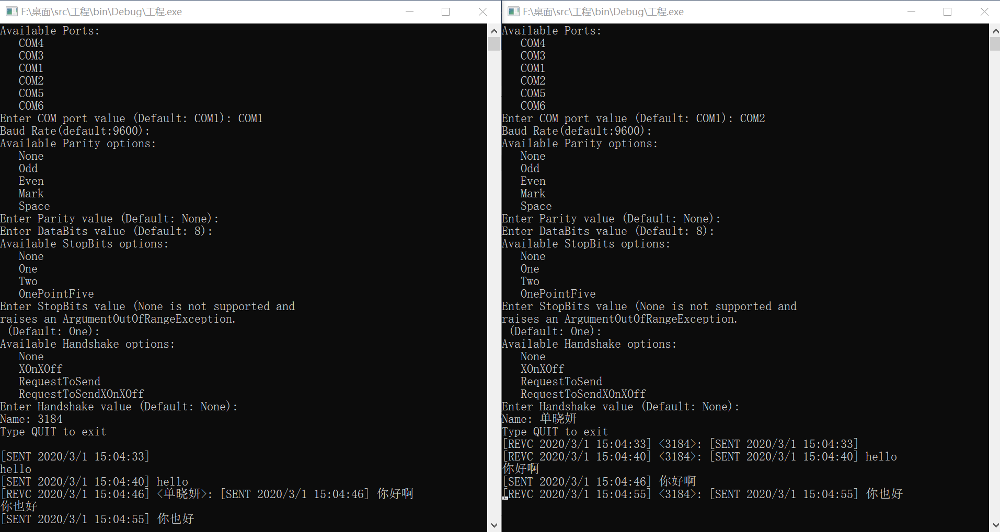 F:\桌面\src\工程\bin\Debug\工程.exe
Available Ports:
   COM4
   COM3
   COM1
   COM2
   COM5
   COM6
Enter COM port value (Default: COM1): COM1
Baud Rate(default:9600):
Available Parity options:
   None
   Odd
   Even
   Mark
   Space
Enter Parity value (Default: None):
Enter DataBits value (Default: 8):
Available StopBits options:
   None
   One
   Two
   OnePointFive
Enter StopBits value (None is not supported and
raises an ArgumentOutOfRangeException.
 (Default: One):
Available Handshake options:
   None
   XOnXOff
   RequestToSend
   RequestToSendXOnXOff
Enter Handshake value (Default: None):
Name: 3184
Type QUIT to exit
[SENT 2020/3/1 15:04:33]
hello
[SENT 2020/3/1 15:04:40] hello
[REVC 2020/3/1 15:04:46] <单晓妍>: [SENT 2020/3/1 15:04:46] 你好啊
你也好
[SENT 2020/3/1 15:04:55] 你也好
F:\桌面\src\工程\bin\Debug\工程.exe
Available Ports:
   COM4
   COM3
   COM1
   COM2
   COM5
   COM6
Enter COM port value (Default: COM1): COM2
Baud Rate(default:9600):
Available Parity options:
   None
   Odd
   Even
   Mark
   Space
Enter Parity value (Default: None):
Enter DataBits value (Default: 8):
Available StopBits options:
   None
   One
   Two
   OnePointFive
Enter StopBits value (None is not supported and
raises an ArgumentOutOfRangeException.
 (Default: One):
Available Handshake options:
   None
   XOnXOff
   RequestToSend
   RequestToSendXOnXOff
Enter Handshake value (Default: None):
Name: 单晓妍
Type QUIT to exit
[REVC 2020/3/1 15:04:33] <3184>: [SENT 2020/3/1 15:04:33]
[REVC 2020/3/1 15:04:40] <3184>: [SENT 2020/3/1 15:04:40] hello
你好啊
[SENT 2020/3/1 15:04:46] 你好啊
[REVC 2020/3/1 15:04:55] <3184>: [SENT 2020/3/1 15:04:55] 你也好